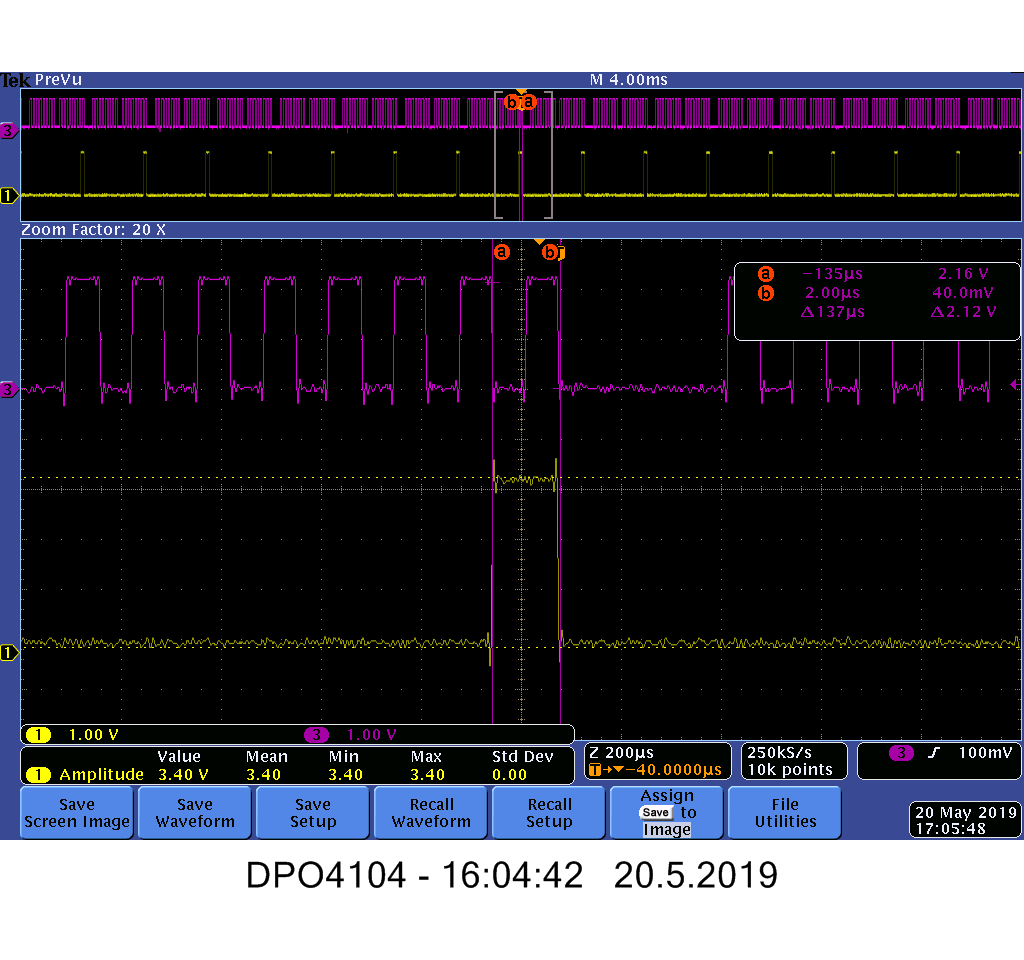 Tek PreVu M 4.00ms
b T a
3
1
Zoom Factor: 20 X
a b T
a −135µs 2.16 V
b 2.00µs 40.0mV
Δ137µs Δ2.12 V
3
1
1 1.00 V 3 1.00 V
Value Mean Min Max Std Dev
1 Amplitude 3.40 V 3.40 3.40 3.40 0.00
Z 200µs
T→▼−40.0000µs
250kS/s
10k points
3 100mV
Save
Screen Image
Save
Waveform
Save
Setup
Recall
Waveform
Recall
Setup
Assign
Save to
Image
File
Utilities
20 May 2019
17:05:48
DPO4104 - 16:04:42 20.5.2019